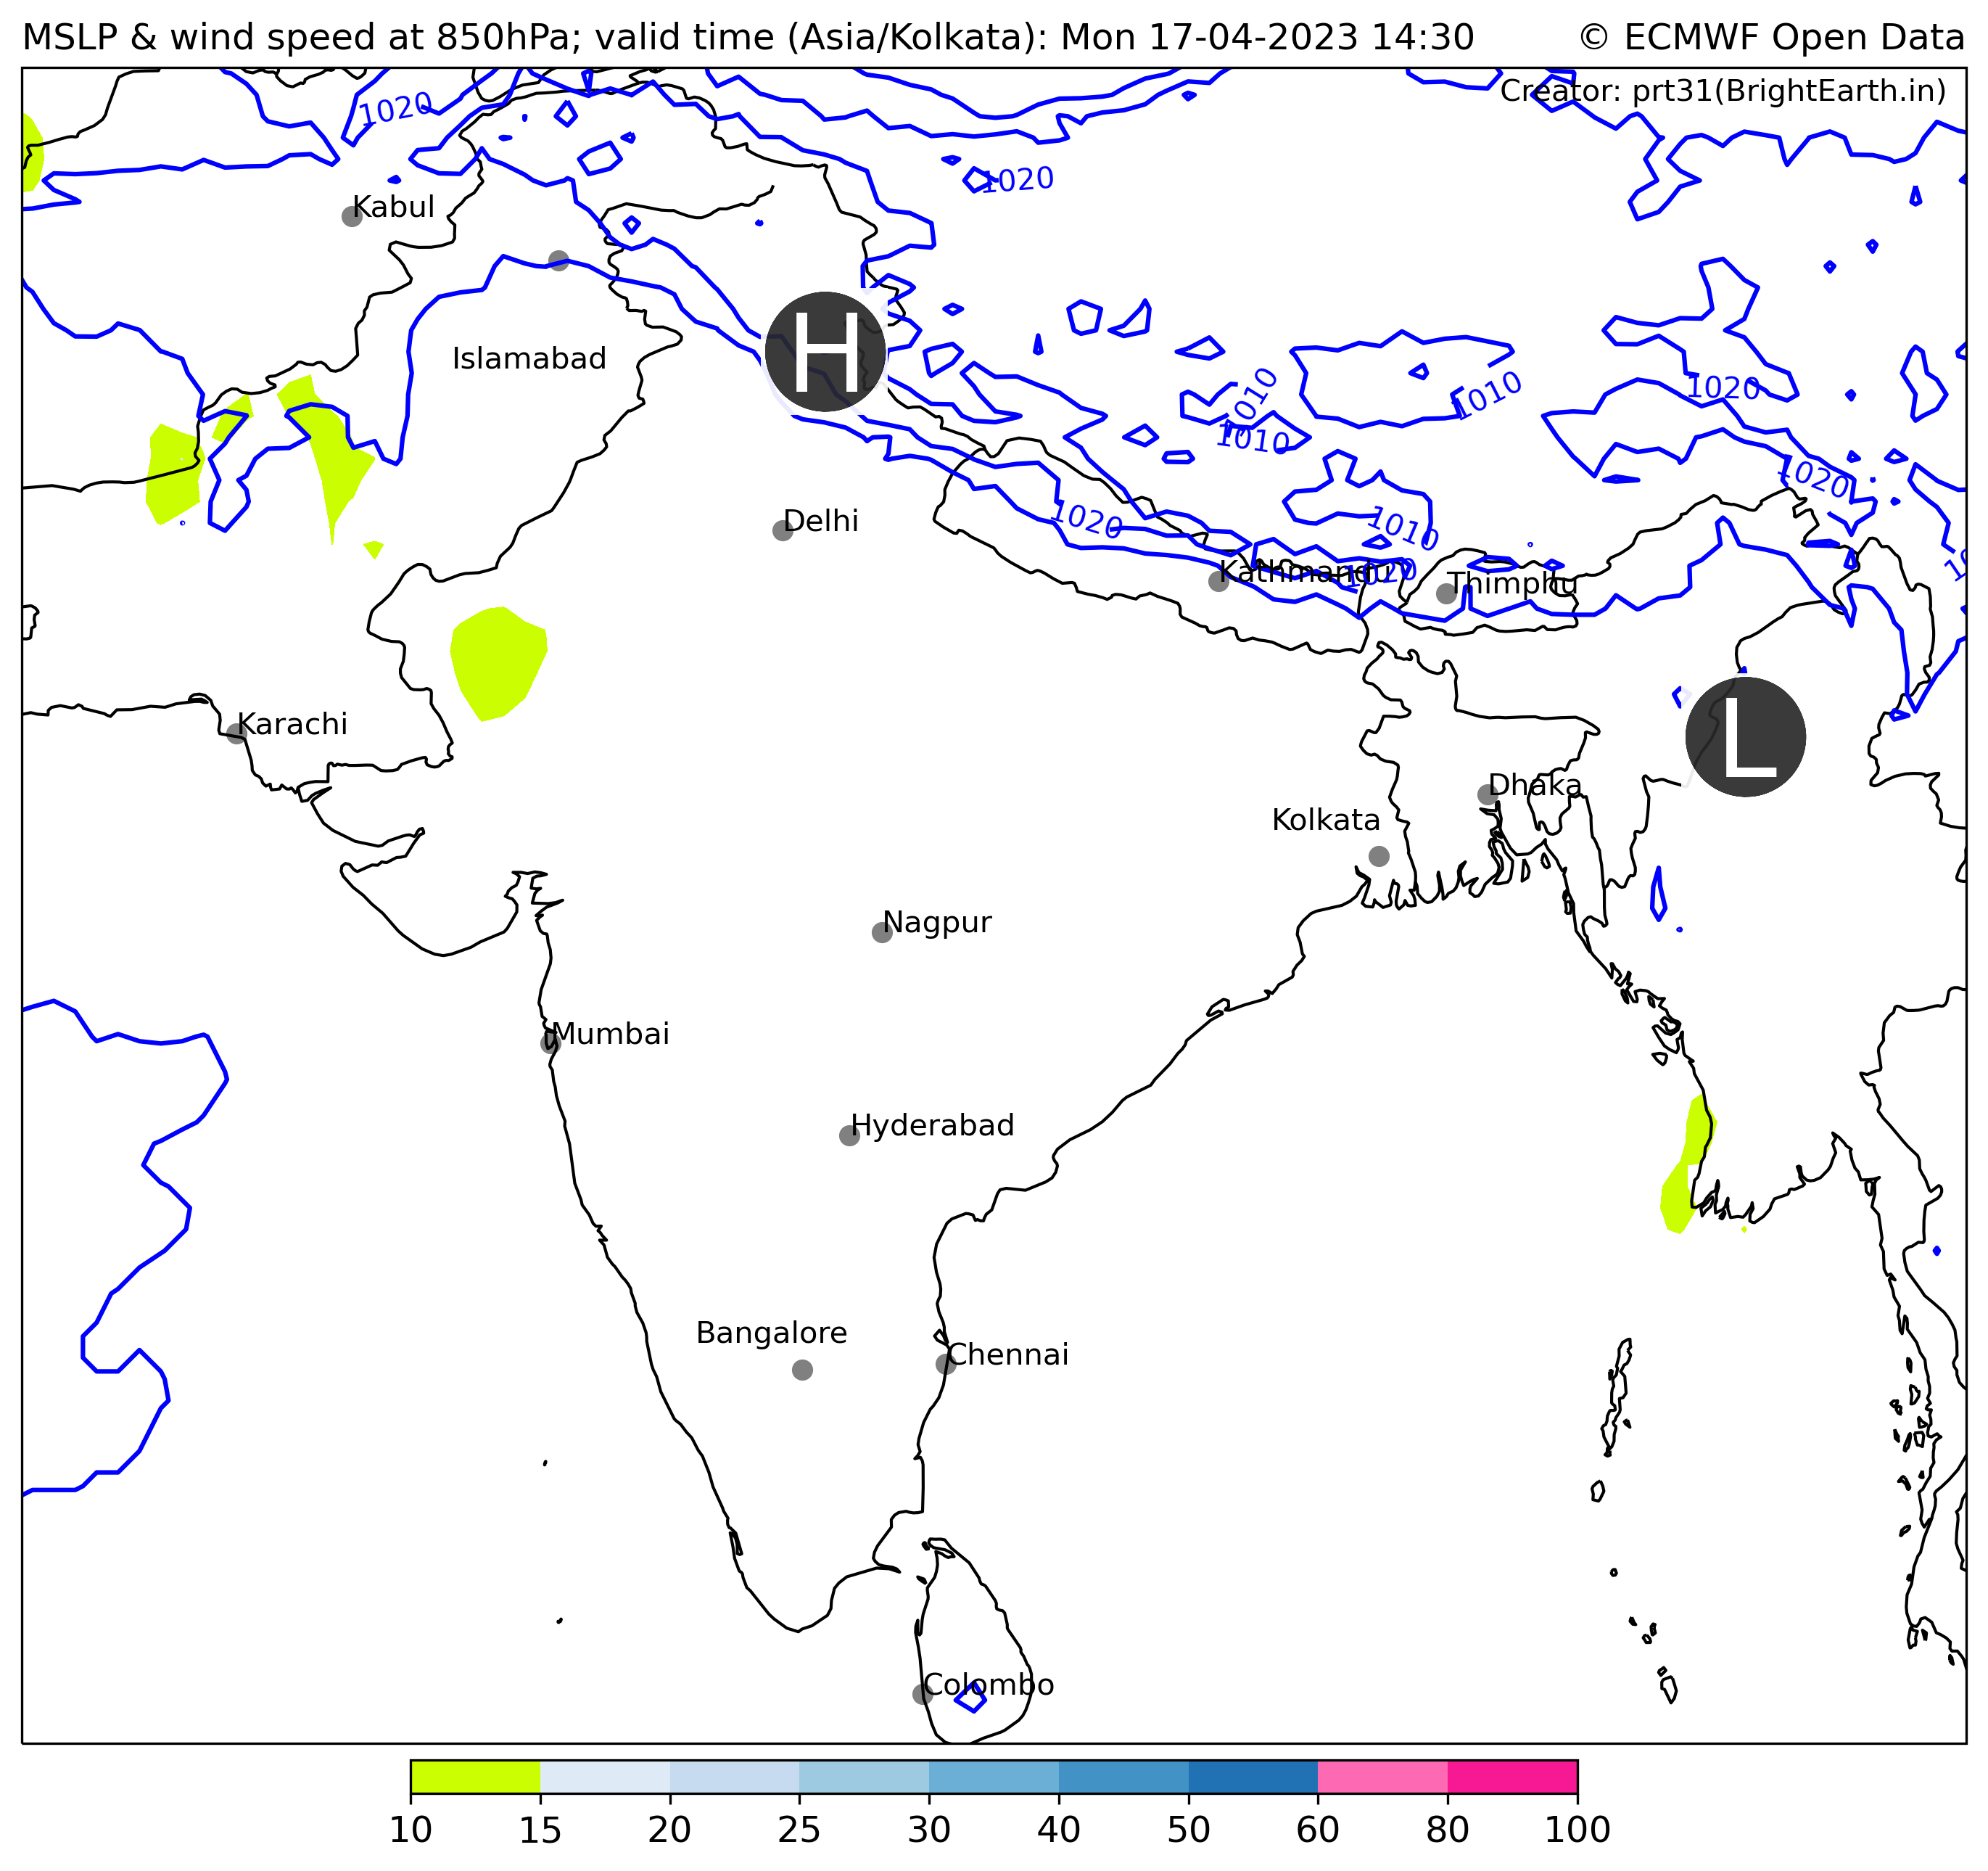 MSLP & wind speed at 850hPa; valid time (Asia/Kolkata): Mon 17-04-2023 14:30
© ECMWF Open Data
Creator: prt31(BrightEarth.in)
1020
1020
Kabul
H
Islamabad
1010
1010
1020
1010
1020
Delhi
1020
1010
Kathmandu
1020
Thimphu
L
Karachi
Dhaka
Kolkata
Nagpur
Mumbai
Hyderabad
Bangalore
Chennai
Colombo
10 15 20 25 30 40 50 60 80 100